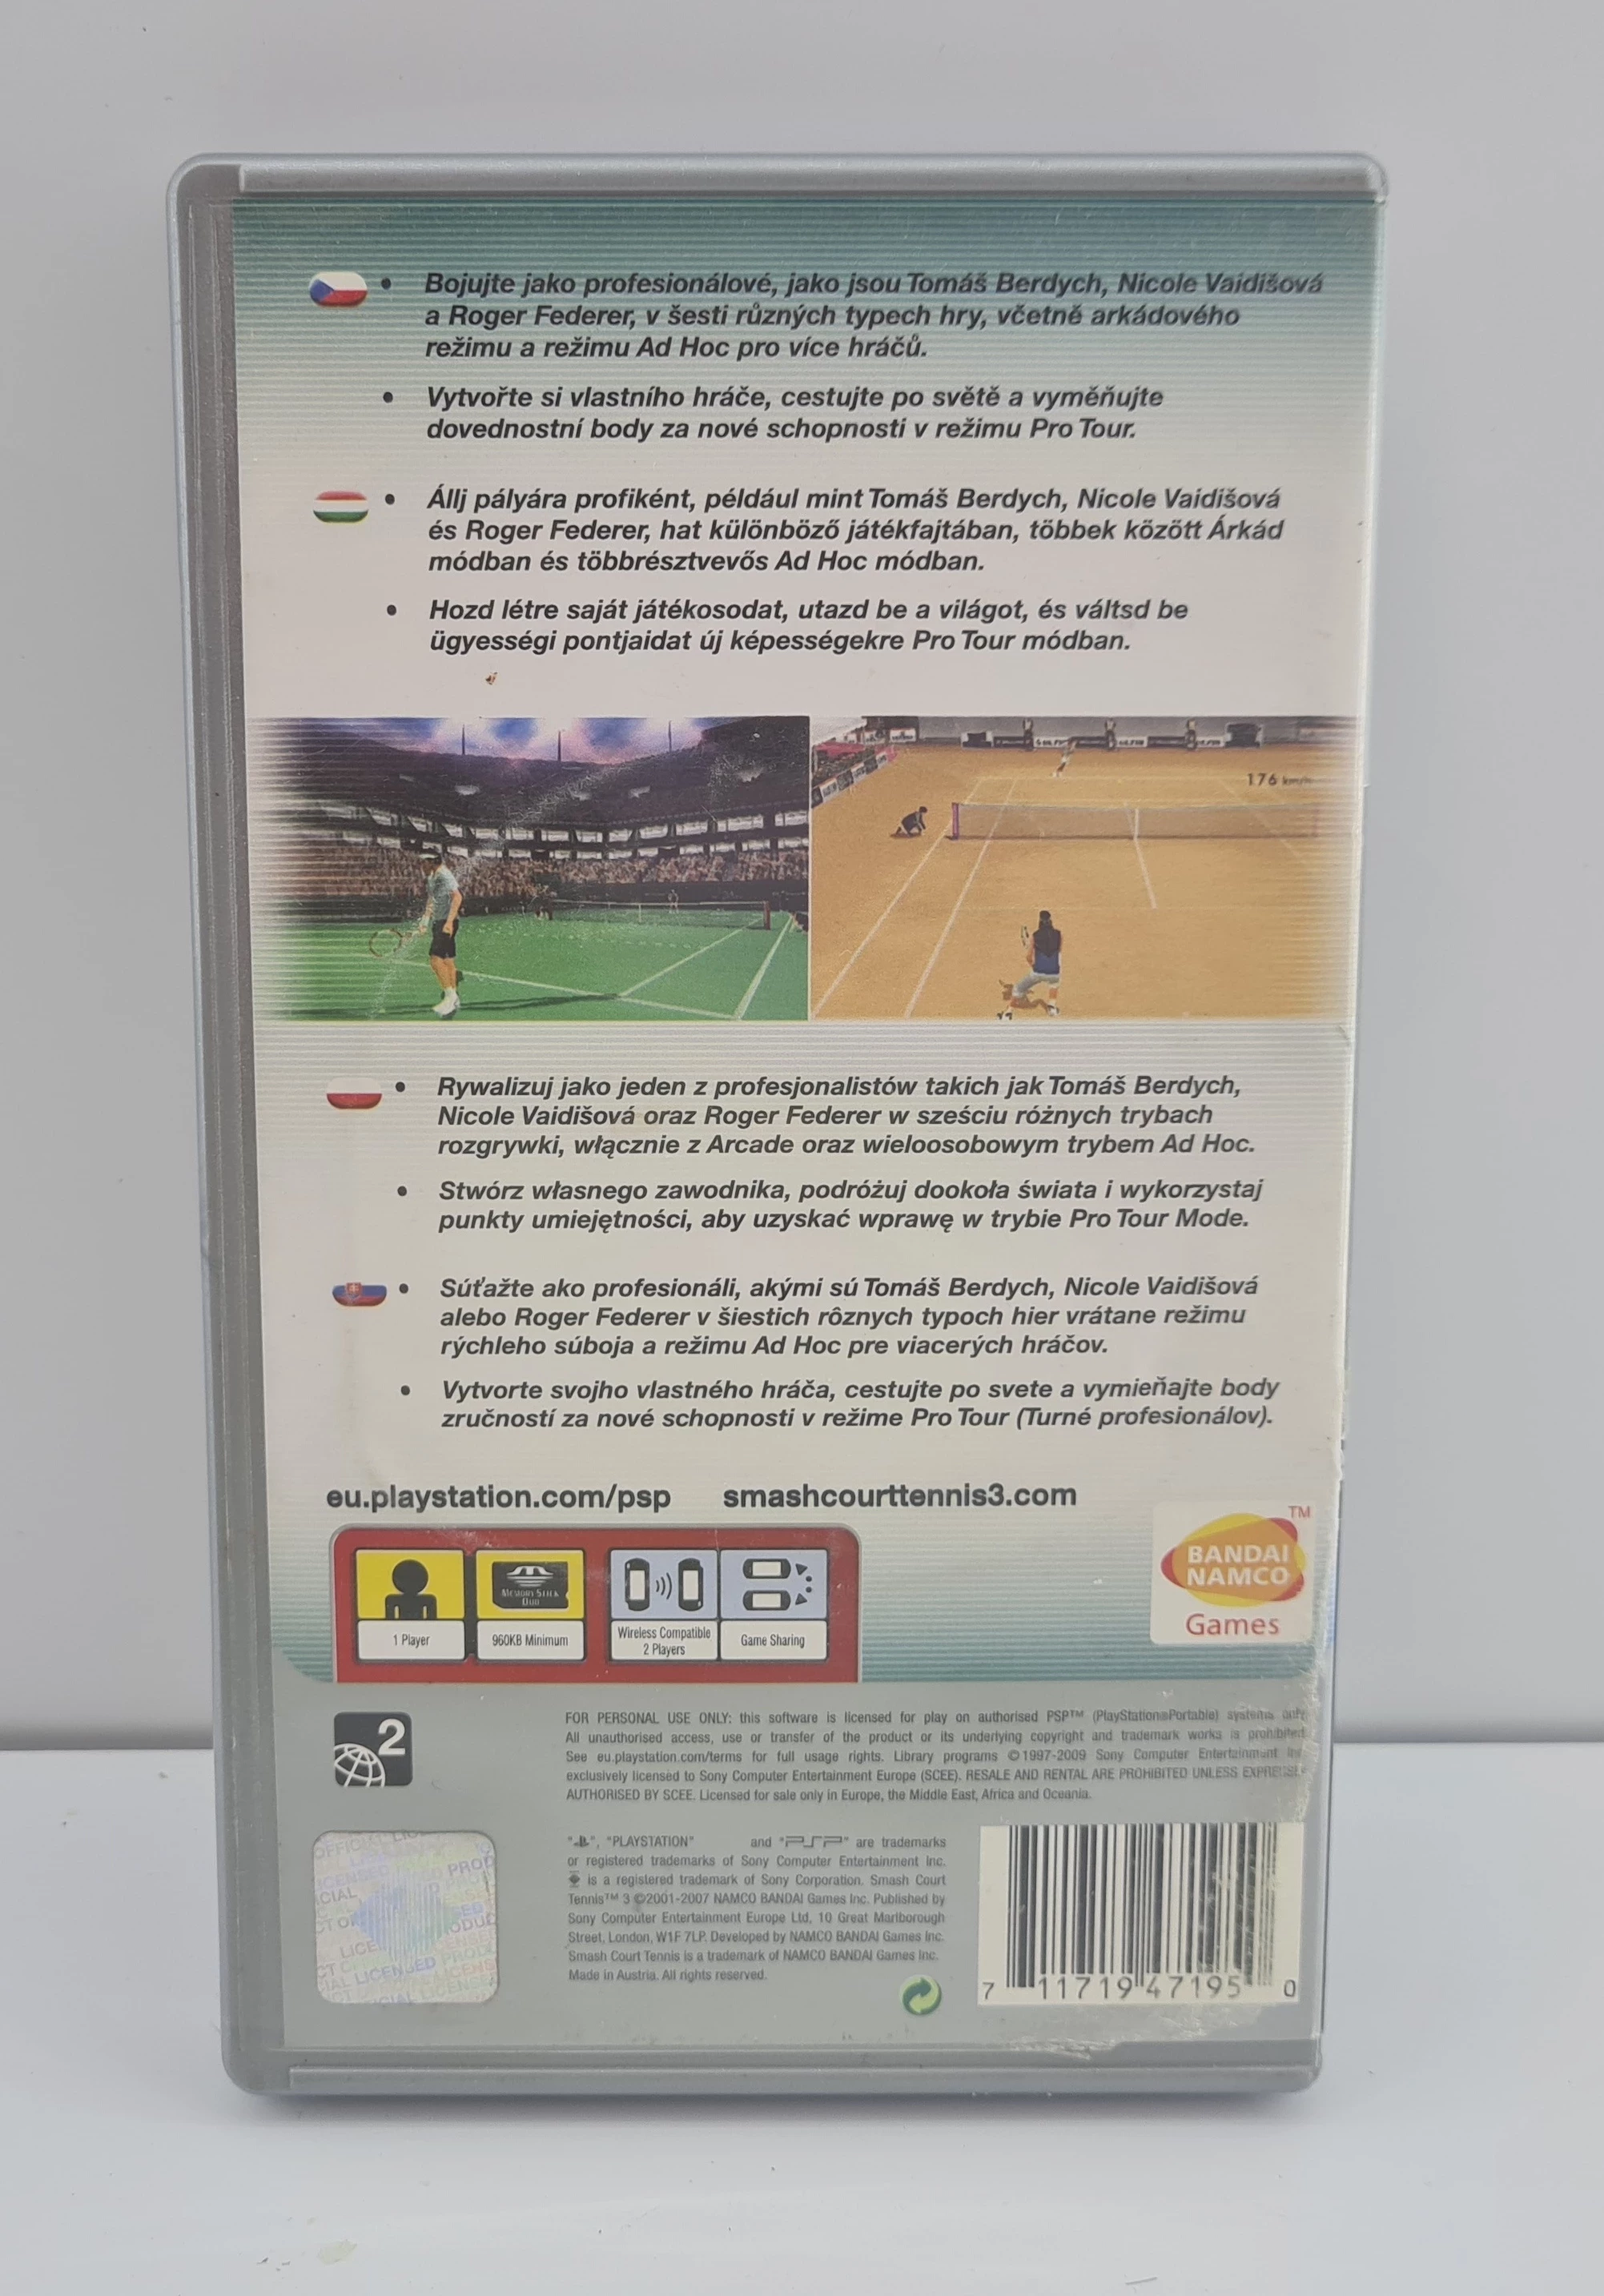 • Bojujte jako profesionálové, jako jsou Tomáš Berdych, Nicole Vaidišová
a Roger Federer, v šesti různých typech hry, včetně arkádového
režimu a režimu Ad Hoc pro více hráčů.
• Vytvořte si vlastního hráče, cestujte po světě a vyměňujte
dovednostní body za nové schopnosti v režimu Pro Tour.
• Állj pályára profiként, például mint Tomáš Berdych, Nicole Vaidišová
és Roger Federer, hat különböző játékfajtában, többek között Árkád
módban és többrésztvevős Ad Hoc módban.
• Hozd létre saját játékosodat, utazd be a világot, és váltsd be
ügyességi pontjaidat új képességekre Pro Tour módban.
176 km/h
• Rywalizuj jako jeden z profesjonalistów takich jak Tomáš Berdych,
Nicole Vaidišová oraz Roger Federer w sześciu różnych trybach
rozgrywki, włącznie z Arcade oraz wieloosobowym trybem Ad Hoc.
• Stwórz własnego zawodnika, podróżuj dookoła świata i wykorzystaj
punkty umiejętności, aby uzyskać wprawę w trybie Pro Tour Mode.
• Súťažte ako profesionáli, akými sú Tomáš Berdych, Nicole Vaidišová
alebo Roger Federer v šiestich rôznych typoch hier vrátane režimu
rýchleho súboja a režimu Ad Hoc pre viacerých hráčov.
• Vytvorte svojho vlastného hráča, cestujte po svete a vymieňajte body
zručností za nové schopnosti v režime Pro Tour (Turné profesionálov).
eu.playstation.com/psp smashcourttennis3.com
BANDAI
NAMCO
Games
TM
MEMORY STICK
DUO
1 Player
960KB Minimum
Wireless Compatible
2 Players
Game Sharing
2
FOR PERSONAL USE ONLY: this software is licensed for play on authorised PSP™ (PlayStation®Portable) systems only.
All unauthorised access, use or transfer of the product or its underlying copyright and trademark works is prohibited.
See eu.playstation.com/terms for full usage rights. Library programs ©1997-2009 Sony Computer Entertainment Inc.
exclusively licensed to Sony Computer Entertainment Europe (SCEE). RESALE AND RENTAL ARE PROHIBITED UNLESS EXPRESSLY
AUTHORISED BY SCEE. Licensed for sale only in Europe, the Middle East, Africa and Oceania.
"PLAYSTATION" and "PSP" are trademarks
or registered trademarks of Sony Computer Entertainment Inc.
is a registered trademark of Sony Corporation. Smash Court
Tennis™ 3 ©2001-2007 NAMCO BANDAI Games Inc. Published by
Sony Computer Entertainment Europe Ltd, 10 Great Marlborough
Street, London, W1F 7LP. Developed by NAMCO BANDAI Games Inc.
Smash Court Tennis is a trademark of NAMCO BANDAI Games Inc.
Made in Austria. All rights reserved.
7 11719 47195 0